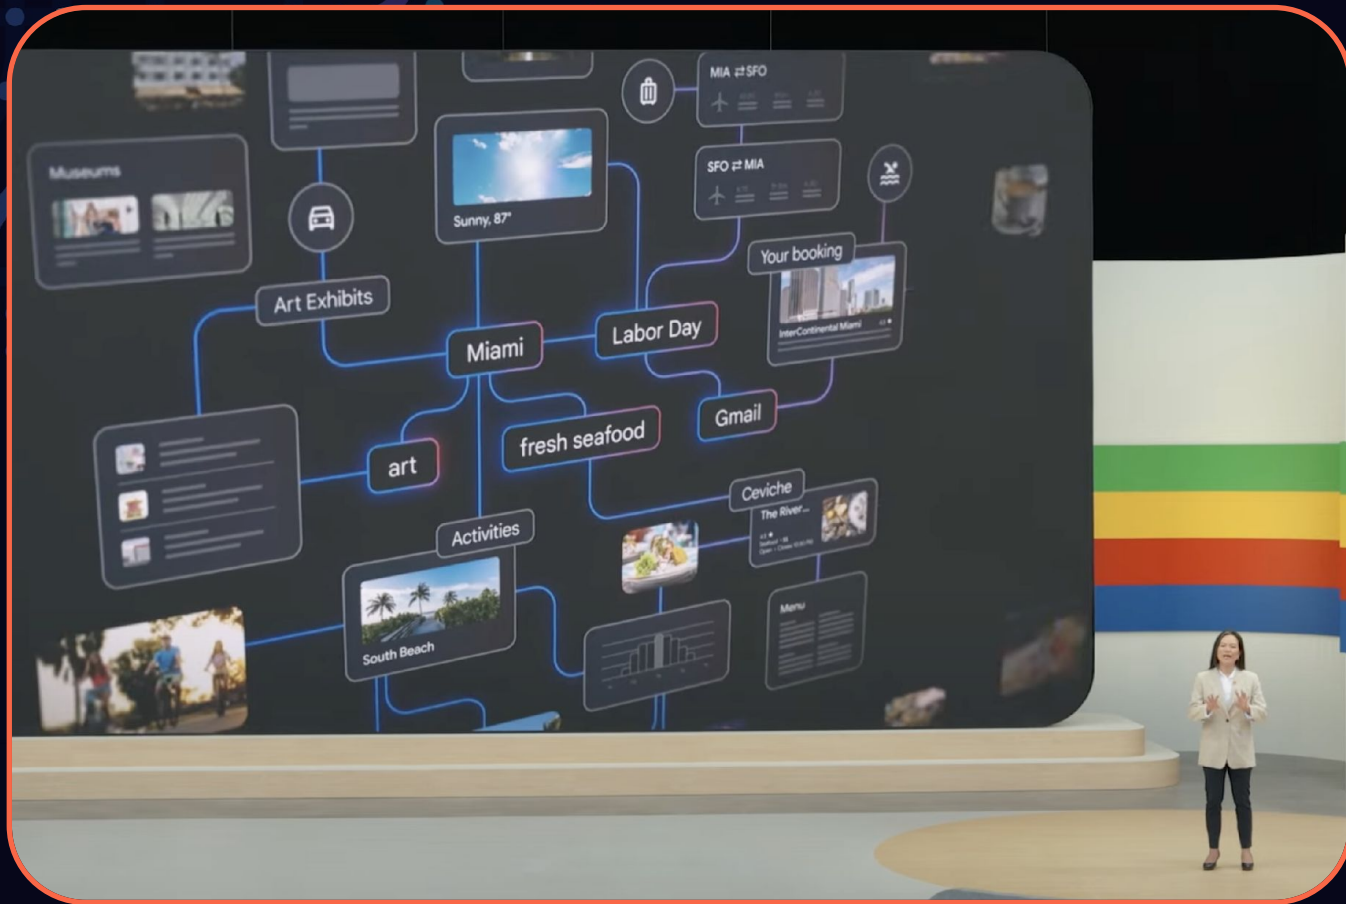 MIA ⇄ SFO
SFO ⇄ MIA
Museums
Sunny, 87°
Your booking
InterContinental Miami
Art Exhibits
Labor Day
Miami
Gmail
fresh seafood
art
Ceviche
The River...
Activities
South Beach
Menu